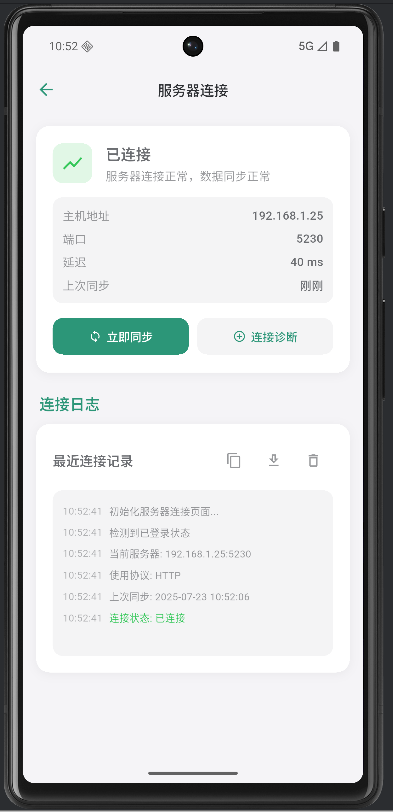 10:52
5G
服务器连接
已连接
服务器连接正常，数据同步正常
主机地址 192.168.1.25
端口 5230
延迟 40 ms
上次同步 刚刚
立即同步 连接诊断
连接日志
最近连接记录
10:52:41 初始化服务器连接页面...
10:52:41 检测到已登录状态
10:52:41 当前服务器: 192.168.1.25:5230
10:52:41 使用协议: HTTP
10:52:41 上次同步: 2025-07-23 10:52:06
10:52:41 连接状态: 已连接